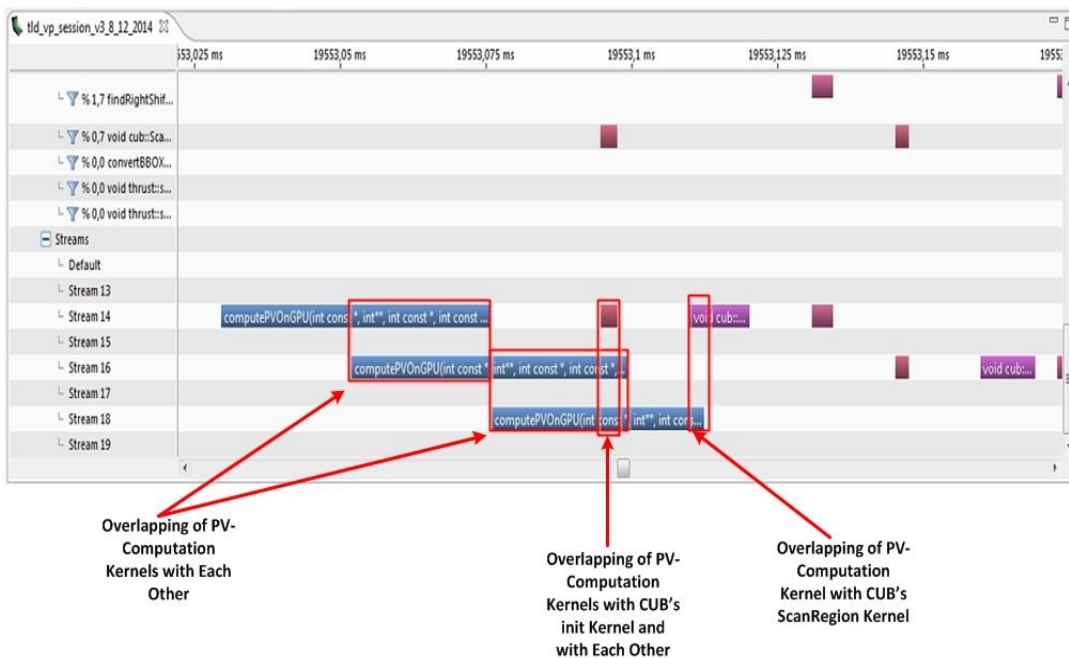 tld_vp_session_v3_8_12_2014
553,025 ms 19553,05 ms 19553,075 ms 19553,1 ms 19553,125 ms 19553,15 ms 1955
% 1,7 findRightShif...
% 0,7 void cub::Sca...
% 0,0 convertBBOX...
% 0,0 void thrust::s...
% 0,0 void thrust::s...
Streams
Default
Stream 13
Stream 14
computePVOnGPU(int const *, int**, int const *, int const ...
void cub::...
Stream 15
Stream 16
computePVOnGPU(int const *, int**, int const *, int const *,...
void cub:...
Stream 17
Stream 18
computePVOnGPU(int const *, int**, int cons...
Stream 19
Overlapping of PV-
Computation
Kernels with Each
Other
Overlapping of PV-
Computation
Kernels with CUB's
init Kernel and
with Each Other
Overlapping of PV-
Computation
Kernel with CUB's
ScanRegion Kernel